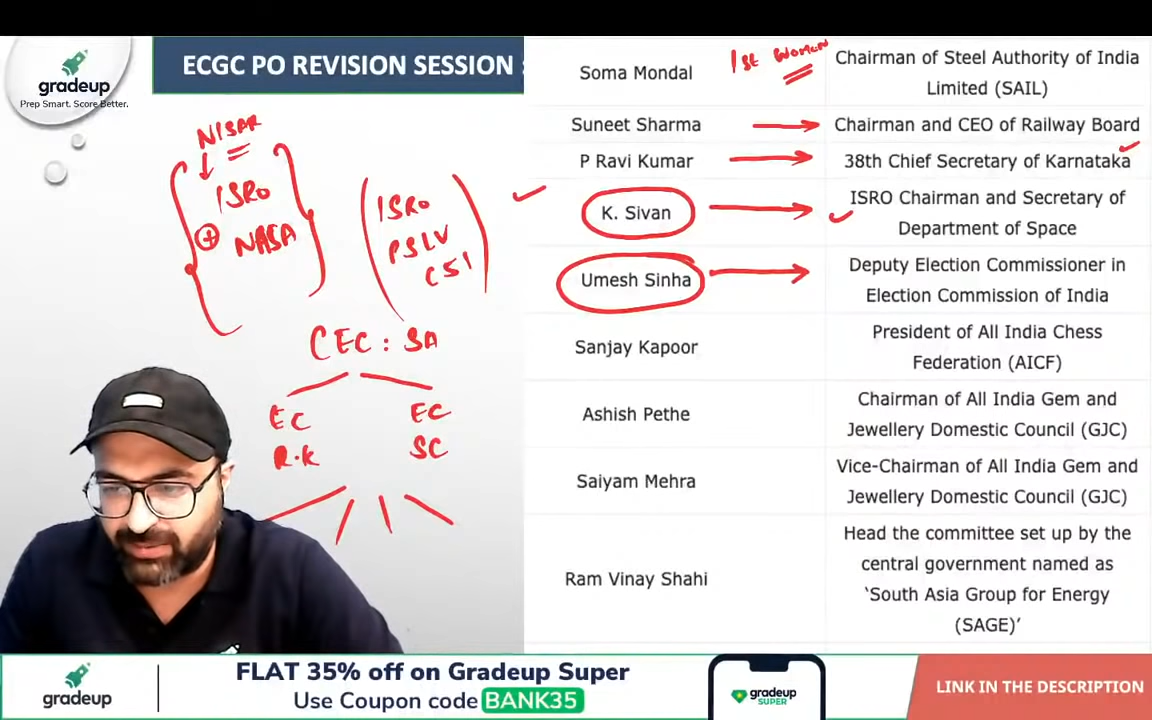 gradeup
Prep Smart. Score Better.
ECGC PO REVISION SESSION :
NISAR
ISRO
NASA
ISRO
PSLV
C51
CEC : SA
EC
R.K
EC
SC
Soma Mondal
1st woman
Chairman of Steel Authority of India
Limited (SAIL)
Suneet Sharma
Chairman and CEO of Railway Board
P Ravi Kumar
38th Chief Secretary of Karnataka
K. Sivan
ISRO Chairman and Secretary of
Department of Space
Umesh Sinha
Deputy Election Commissioner in
Election Commission of India
Sanjay Kapoor
President of All India Chess
Federation (AICF)
Ashish Pethe
Chairman of All India Gem and
Jewellery Domestic Council (GJC)
Saiyam Mehra
Vice-Chairman of All India Gem and
Jewellery Domestic Council (GJC)
Ram Vinay Shahi
Head the committee set up by the
central government named as
‘South Asia Group for Energy
(SAGE)’
gradeup
FLAT 35% off on Gradeup Super
Use Coupon code BANK35
gradeup
SUPER
LINK IN THE DESCRIPTION